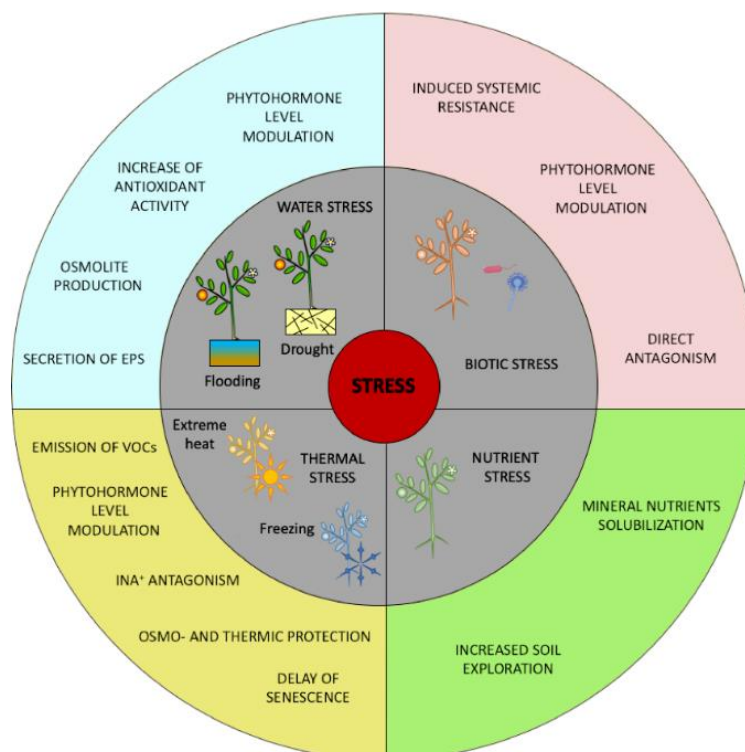 PHYTOHORMONE
LEVEL
MODULATION
INCREASE OF
ANTIOXIDANT
ACTIVITY
OSMOLITE
PRODUCTION
SECRETION OF EPS
INDUCED SYSTEMIC
RESISTANCE
PHYTOHORMONE
LEVEL
MODULATION
DIRECT
ANTAGONISM
WATER STRESS
Flooding
Drought
BIOTIC STRESS
STRESS
Extreme
heat
THERMAL
STRESS
Freezing
NUTRIENT
STRESS
EMISSION OF VOCs
PHYTOHORMONE
LEVEL
MODULATION
INA⁺ ANTAGONISM
OSMO- AND THERMIC PROTECTION
DELAY OF
SENESCENCE
MINERAL NUTRIENTS
SOLUBILIZATION
INCREASED SOIL
EXPLORATION